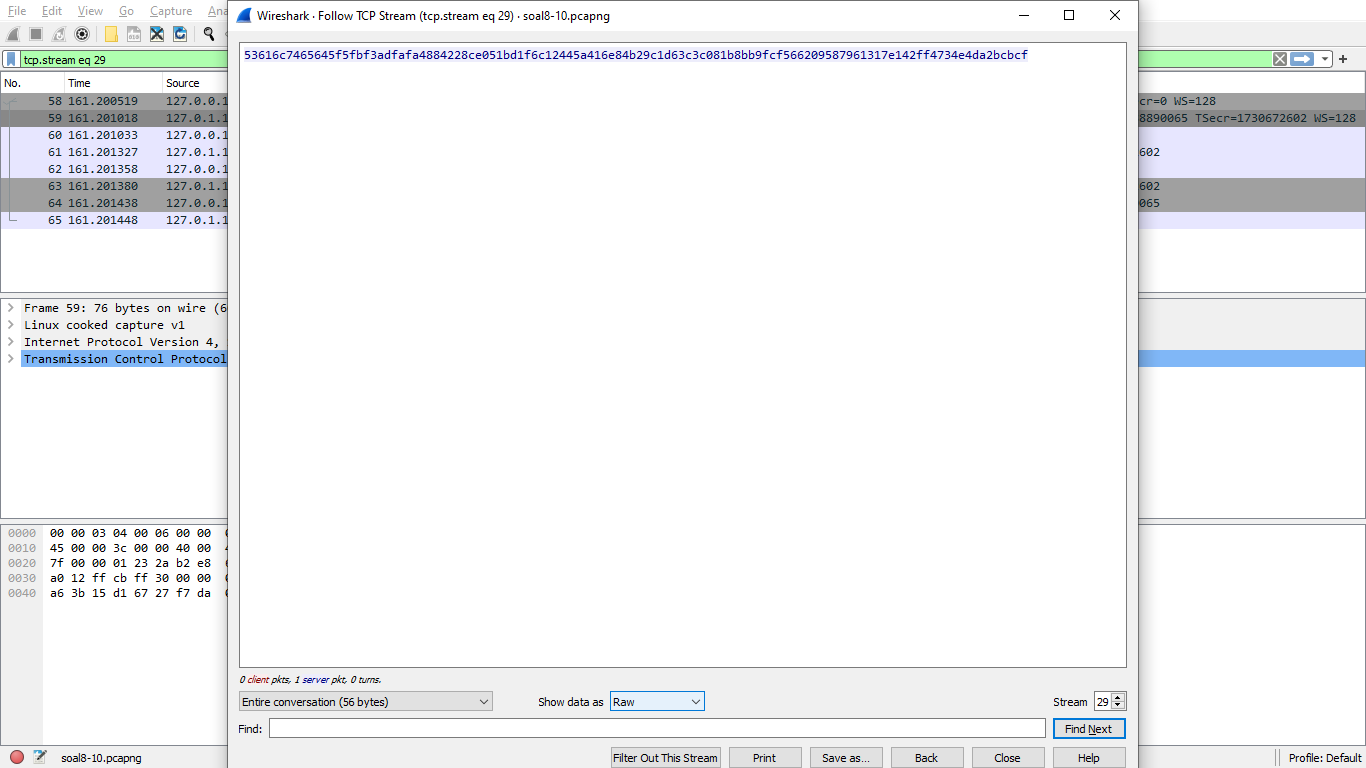 File Edit View Go Capture Ana
Wireshark · Follow TCP Stream (tcp.stream eq 29) · soal8-10.pcapng
tcp.stream eq 29
53616c7465645f5fbf3adfafa4884228ce051bd1f6c12445a416e84b29c1d63c3c081b8bb9fcf566209587961317e142ff4734e4da2bcbcf
No. Time Source
58 161.200519 127.0.0.1 cr=0 WS=128
59 161.201018 127.0.1.1 8890065 TSecr=1730672602 WS=128
60 161.201033 127.0.0.1
61 161.201327 127.0.1.1 602
62 161.201358 127.0.0.1
63 161.201380 127.0.1.1 602
64 161.201438 127.0.0.1 065
65 161.201448 127.0.1.1
Frame 59: 76 bytes on wire (6
Linux cooked capture v1
Internet Protocol Version 4,
Transmission Control Protocol
0000 00 00 03 04 00 06 00 00
0010 45 00 00 3c 00 00 40 00
0020 7f 00 00 01 23 2a b2 e8
0030 a0 12 ff cb ff 30 00 00
0040 a6 3b 15 d1 67 27 f7 da
0 client pkts, 1 server pkt, 0 turns.
Entire conversation (56 bytes) Show data as Raw Stream 29
Find: Find Next
Filter Out This Stream Print Save as... Back Close Help
soal8-10.pcapng Profile: Default